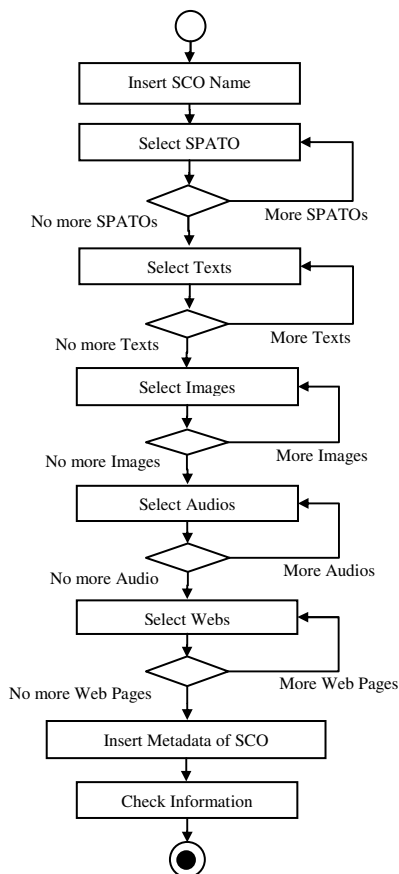 Insert SCO Name
Select SPATO
No more SPATOs
More SPATOs
Select Texts
No more Texts
More Texts
Select Images
No more Images
More Images
Select Audios
No more Audio
More Audios
Select Webs
No more Web Pages
More Web Pages
Insert Metadata of SCO
Check Information